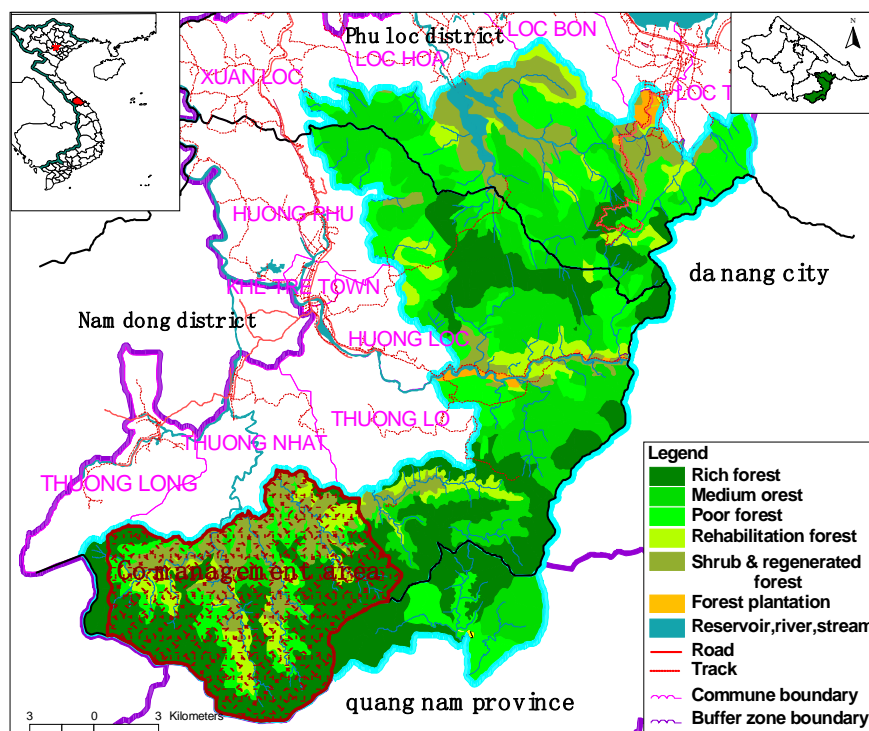 Phu loc district
LOC BON
LOC HOA
XUAN LOC
LOC T
N
HUONG PHU
da nang city
KHE TRE TOWN
Nam dong district
HUONG LOC
THUONG LO
THUONG NHAT
THUONG LONG
Co management area
quang nam province
3 0 3 Kilometers
Legend
Rich forest
Medium orest
Poor forest
Rehabilitation forest
Shrub & regenerated
forest
Forest plantation
Reservoir,river,stream
Road
Track
Commune boundary
Buffer zone boundary